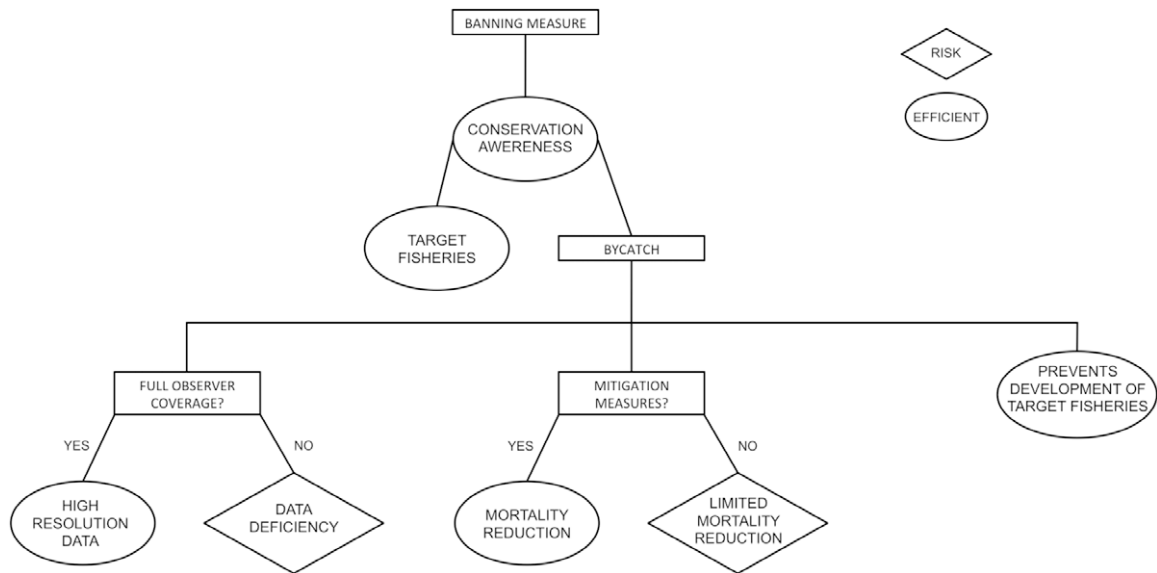 BANNING MEASURE
RISK
EFFICIENT
CONSERVATION
AWERENESS
TARGET
FISHERIES
BYCATCH
FULL OBSERVER
COVERAGE?
MITIGATION
MEASURES?
PREVENTS
DEVELOPMENT OF
TARGET FISHERIES
YES
NO
YES
NO
HIGH
RESOLUTION
DATA
DATA
DEFICIENCY
MORTALITY
REDUCTION
LIMITED
MORTALITY
REDUCTION